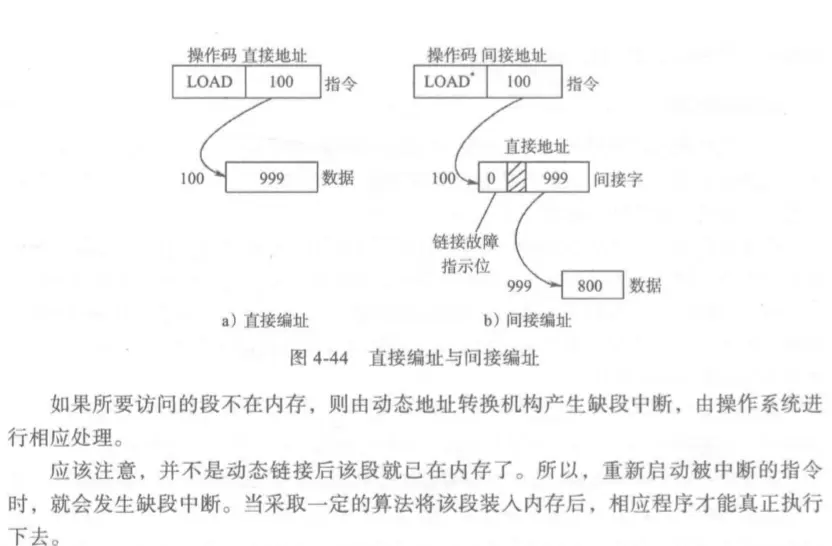 操作码 直接地址
LOAD 100 指令
100 999 数据
a）直接编址
操作码 间接地址
LOAD* 100 指令
直接地址
100 0 999 间接字
链接故障
指示位
999 800 数据
b）间接编址
图 4-44 直接编址与间接编址
如果所要访问的段不在内存，则由动态地址转换机构产生缺段中断，由操作系统进
行相应处理。
应该注意，并不是动态链接后该段就已在内存了。所以，重新启动被中断的指令
时，就会发生缺段中断。当采取一定的算法将该段装入内存后，相应程序才能真正执行
下去。